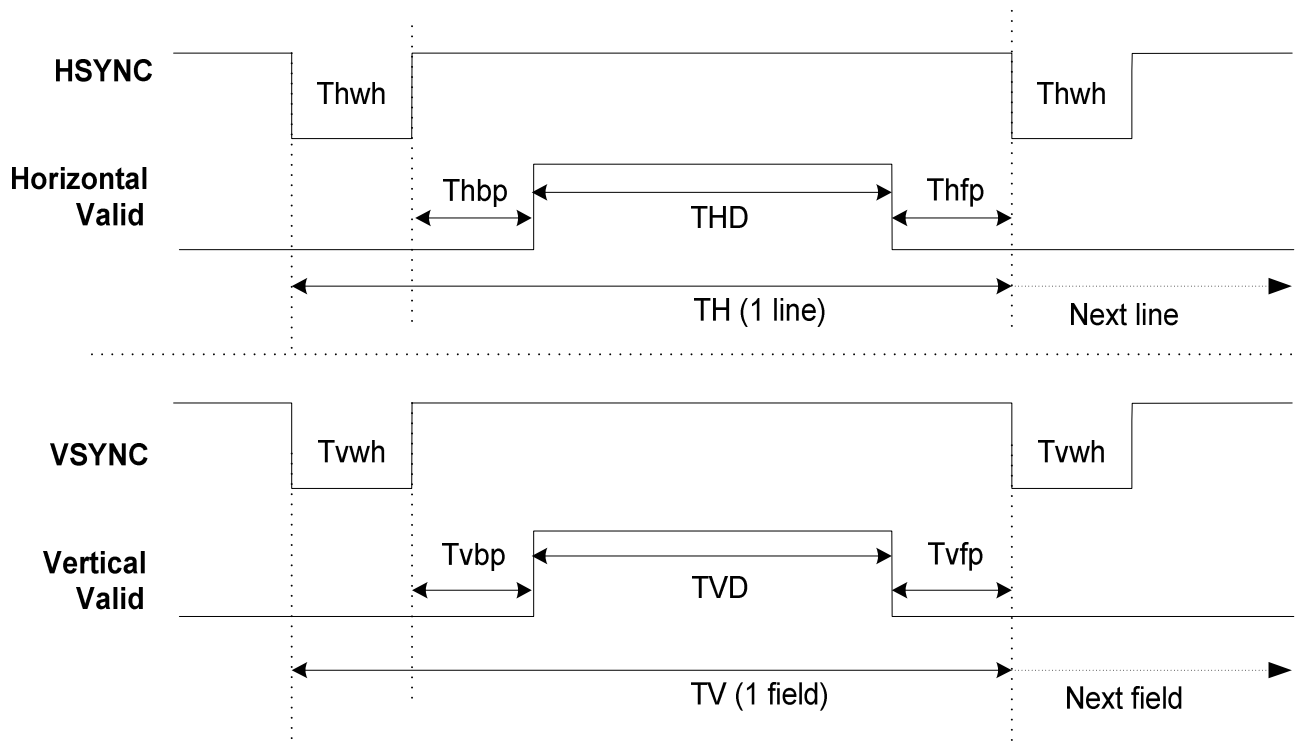 HSYNC
Thwh
Thwh
Horizontal
Valid
Thbp
THD
Thfp
TH (1 line)
Next line
VSYNC
Tvwh
Tvwh
Vertical
Valid
Tvbp
TVD
Tvfp
TV (1 field)
Next field